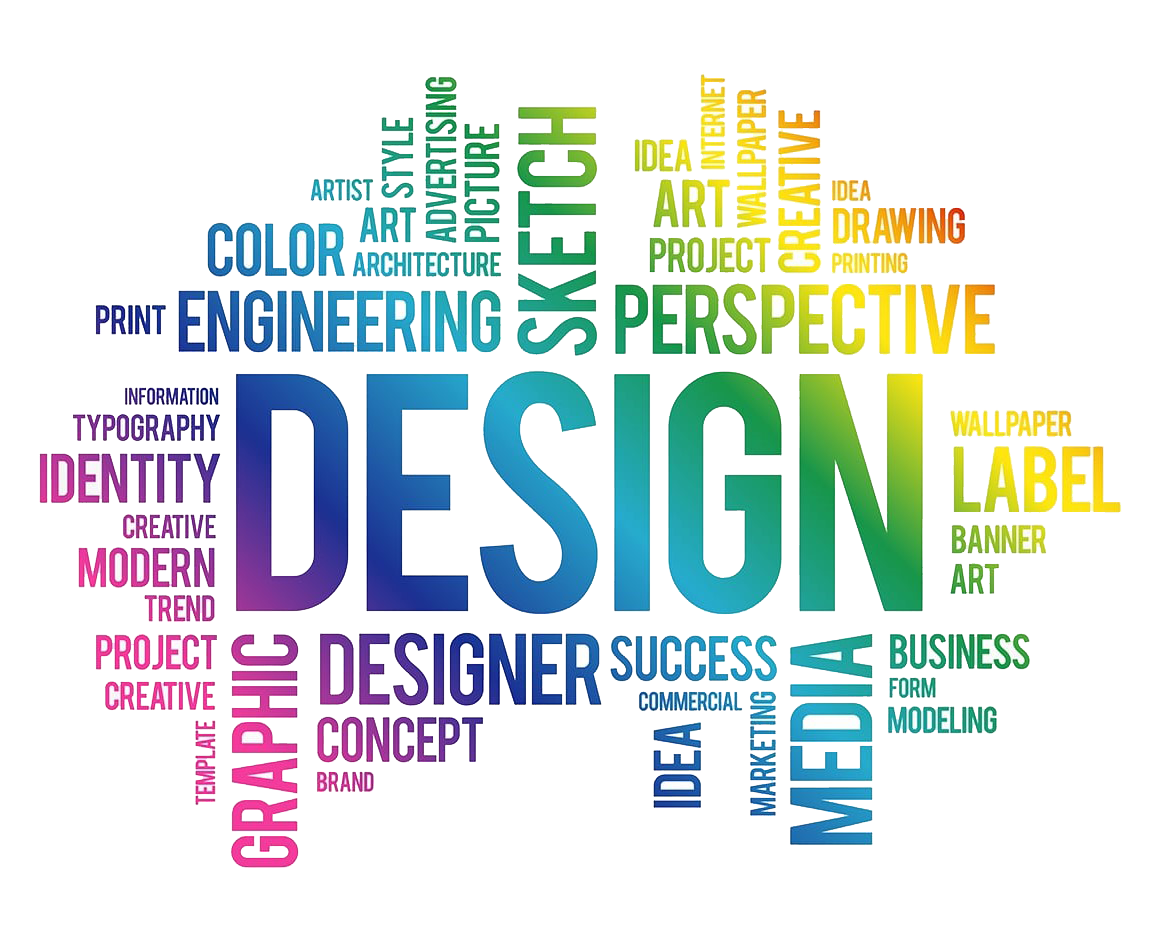 ARTIST
STYLE
ADVERTISING
PICTURE
ART
COLOR
ARCHITECTURE
PRINT
ENGINEERING
SKETCH
IDEA
INTERNET
WALLPAPER
CREATIVE
ART
PROJECT
IDEA
DRAWING
PRINTING
PERSPECTIVE
INFORMATION
TYPOGRAPHY
IDENTITY
CREATIVE
MODERN
TREND
DESIGN
WALLPAPER
LABEL
BANNER
ART
PROJECT
CREATIVE
TEMPLATE
GRAPHIC
DESIGNER
CONCEPT
BRAND
SUCCESS
COMMERCIAL
IDEA
MARKETING
MEDIA
BUSINESS
FORM
MODELING